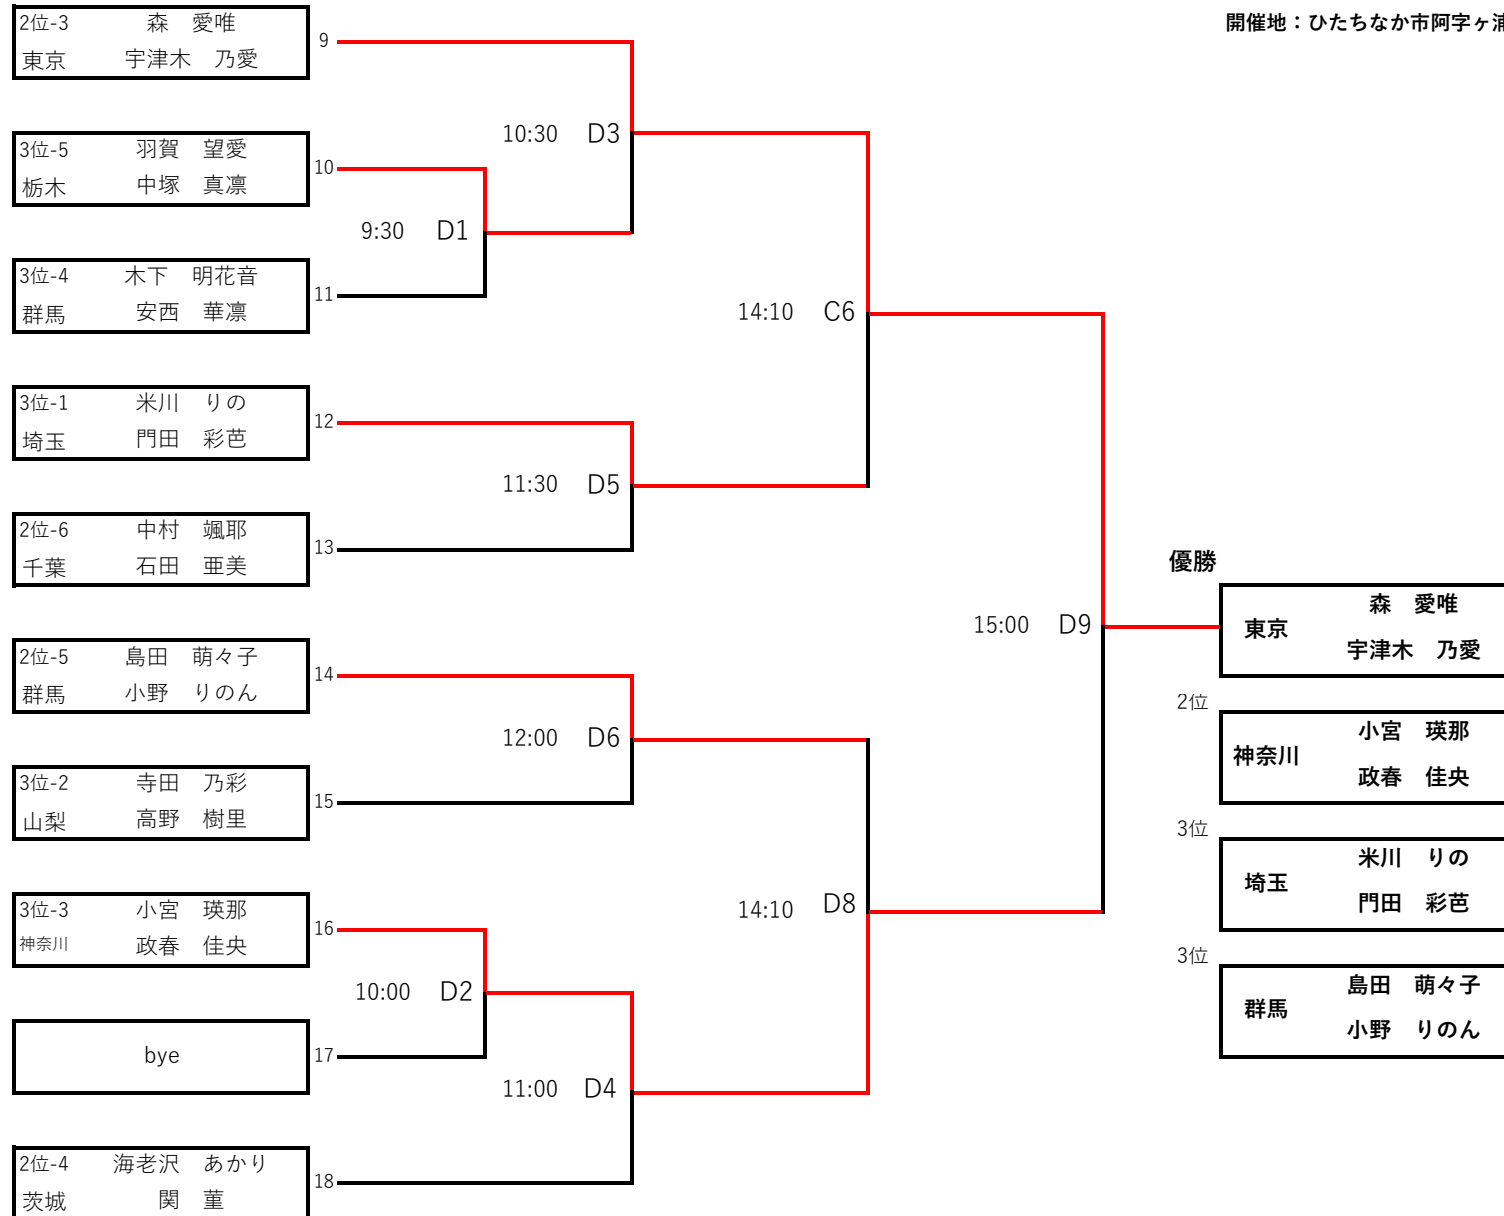 開催地：ひたちなか市阿字ヶ浦
2位-3 森　愛唯
東京 宇津木　乃愛
9
10:30 D3
3位-5 羽賀　望愛
栃木 中塚　真凛
10
9:30 D1
3位-4 木下　明花音
群馬 安西　華凛
11
14:10 C6
3位-1 米川　りの
埼玉 門田　彩芭
12
11:30 D5
2位-6 中村　颯耶
千葉 石田　亜美
13
15:00 D9
2位-5 島田　萌々子
群馬 小野　りのん
14
12:00 D6
3位-2 寺田　乃彩
山梨 高野　樹里
15
14:10 D8
3位-3 小宮　瑛那
神奈川 政春　佳央
16
10:00 D2
bye
17
11:00 D4
2位-4 海老沢　あかり
茨城 関　菫
18
優勝
森　愛唯
東京
宇津木　乃愛
2位
小宮　瑛那
神奈川
政春　佳央
3位
米川　りの
埼玉
門田　彩芭
3位
島田　萌々子
群馬
小野　りのん